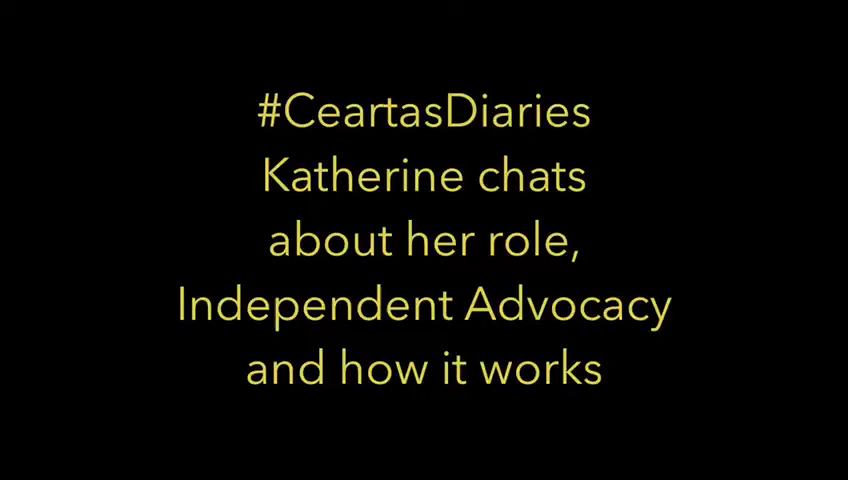 #CeartasDiaries
Katherine chats
about her role,
Independent Advocacy
and how it works